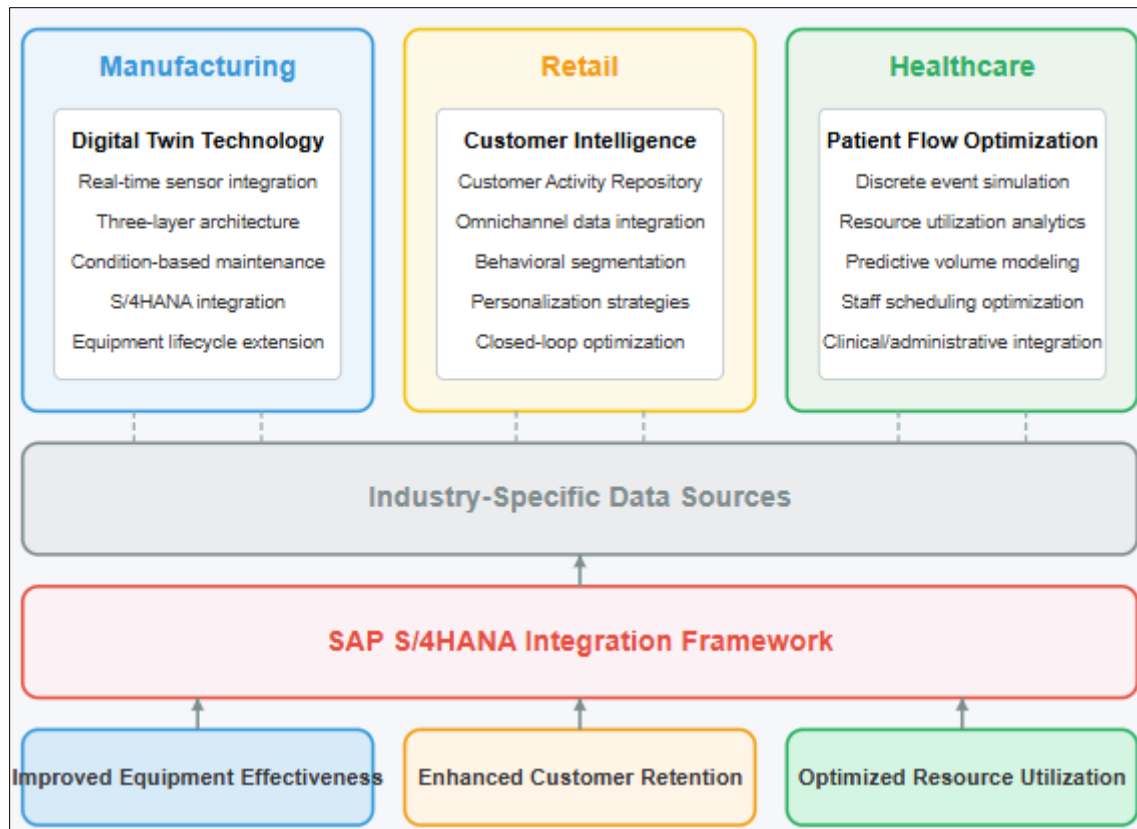 Manufacturing
Digital Twin Technology
Real-time sensor integration
Three-layer architecture
Condition-based maintenance
S/4HANA integration
Equipment lifecycle extension
Retail
Customer Intelligence
Customer Activity Repository
Omnichannel data integration
Behavioral segmentation
Personalization strategies
Closed-loop optimization
Healthcare
Patient Flow Optimization
Discrete event simulation
Resource utilization analytics
Predictive volume modeling
Staff scheduling optimization
Clinical/administrative integration
Industry-Specific Data Sources
SAP S/4HANA Integration Framework
Improved Equipment Effectiveness
Enhanced Customer Retention
Optimized Resource Utilization